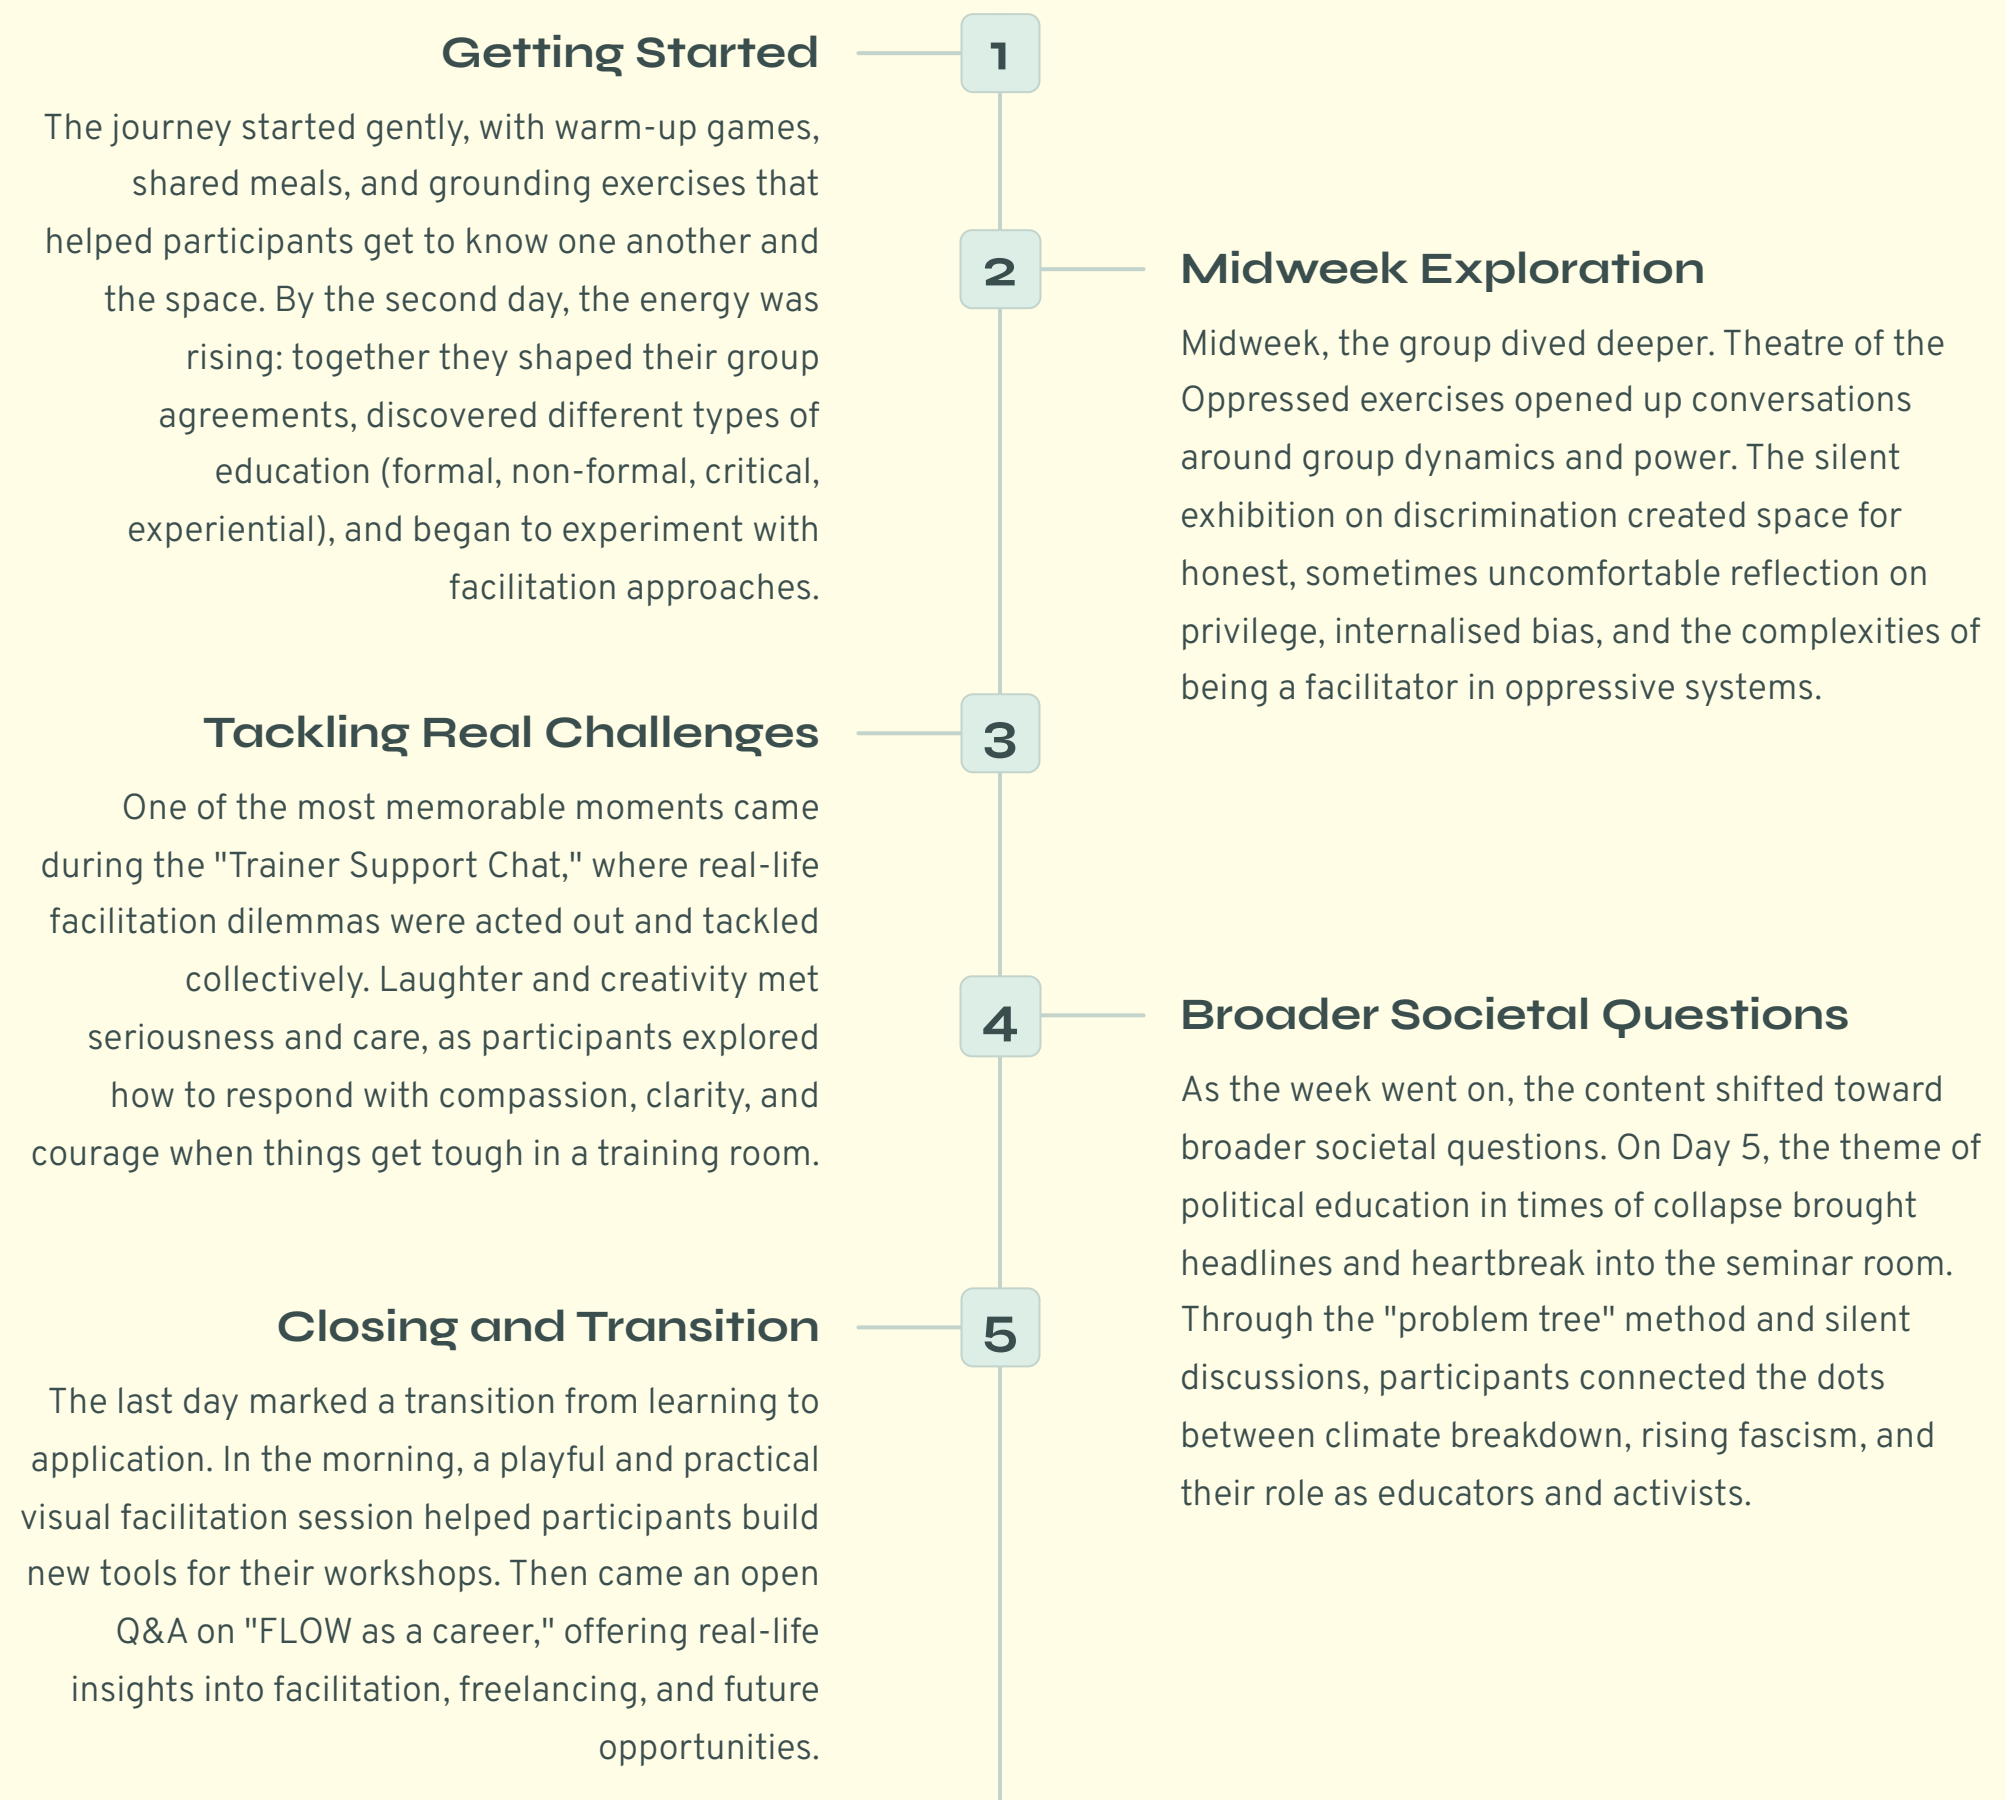 Getting Started
1
The journey started gently, with warm-up games,
shared meals, and grounding exercises that
helped participants get to know one another and
the space. By the second day, the energy was
rising: together they shaped their group
agreements, discovered different types of
education (formal, non-formal, critical,
experiential), and began to experiment with
facilitation approaches.
2
Midweek Exploration
Midweek, the group dived deeper. Theatre of the
Oppressed exercises opened up conversations
around group dynamics and power. The silent
exhibition on discrimination created space for
honest, sometimes uncomfortable reflection on
privilege, internalised bias, and the complexities of
being a facilitator in oppressive systems.
Tackling Real Challenges
3
One of the most memorable moments came
during the "Trainer Support Chat," where real-life
facilitation dilemmas were acted out and tackled
collectively. Laughter and creativity met
seriousness and care, as participants explored
how to respond with compassion, clarity, and
courage when things get tough in a training room.
4
Broader Societal Questions
As the week went on, the content shifted toward
broader societal questions. On Day 5, the theme of
political education in times of collapse brought
headlines and heartbreak into the seminar room.
Through the "problem tree" method and silent
discussions, participants connected the dots
between climate breakdown, rising fascism, and
their role as educators and activists.
Closing and Transition
5
The last day marked a transition from learning to
application. In the morning, a playful and practical
visual facilitation session helped participants build
new tools for their workshops. Then came an open
Q&A on "FLOW as a career," offering real-life
insights into facilitation, freelancing, and future
opportunities.